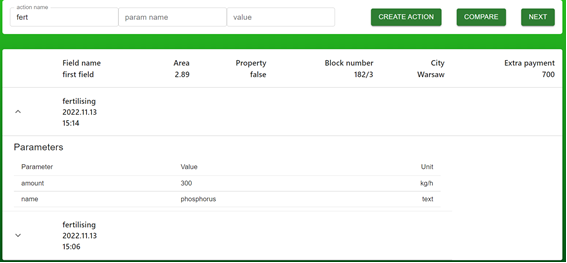 action name
fert param name value CREATE ACTION COMPARE NEXT
Field name Area Property Block number City Extra payment
first field 2.89 false 182/3 Warsaw 700
fertilising
2022.11.13
15:14
Parameters
Parameter Value Unit
amount 300 kg/h
name phosphorus text
fertilising
2022.11.13
15:06